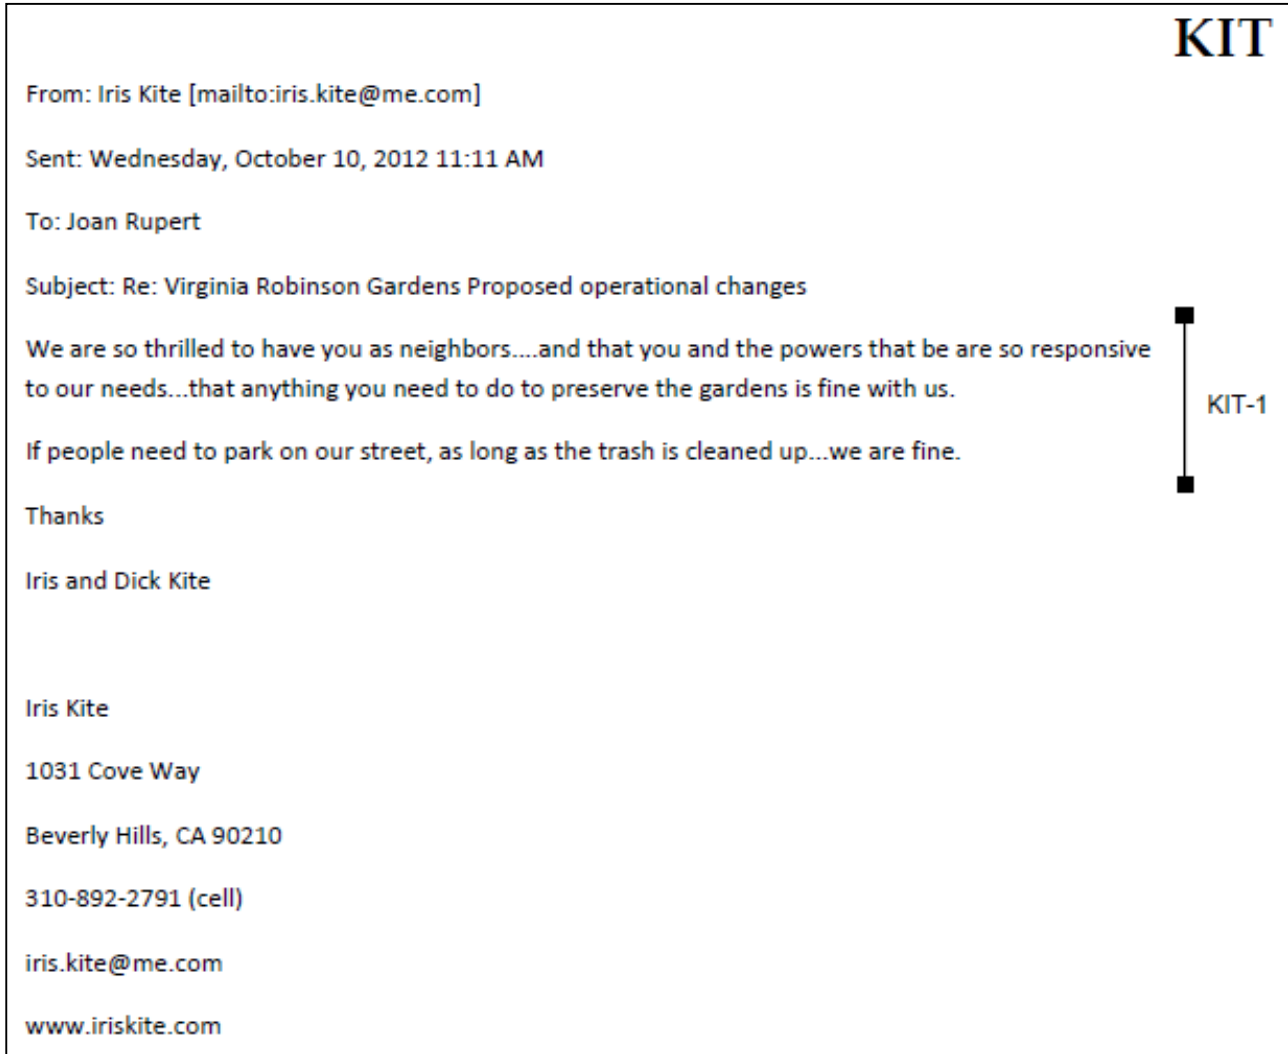 KIT
From: Iris Kite [mailto:iris.kite@me.com]
Sent: Wednesday, October 10, 2012 11:11 AM
To: Joan Rupert
Subject: Re: Virginia Robinson Gardens Proposed operational changes
We are so thrilled to have you as neighbors....and that you and the powers that be are so responsive
to our needs...that anything you need to do to preserve the gardens is fine with us.
KIT-1
If people need to park on our street, as long as the trash is cleaned up...we are fine.
Thanks
Iris and Dick Kite
Iris Kite
1031 Cove Way
Beverly Hills, CA 90210
310-892-2791 (cell)
iris.kite@me.com
www.iriskite.com